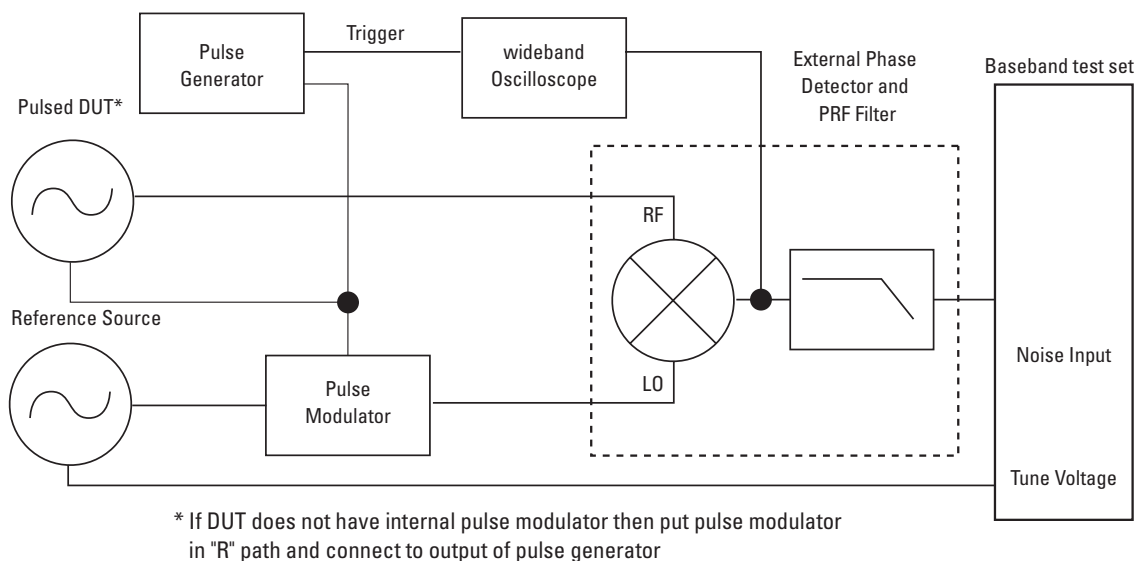 Pulse
Generator
Trigger
wideband
Oscilloscope
External Phase
Detector and
PRF Filter
Baseband test set
Pulsed DUT*
RF
Reference Source
Pulse
Modulator
LO
Noise Input
Tune Voltage
* If DUT does not have internal pulse modulator then put pulse modulator
in "R" path and connect to output of pulse generator